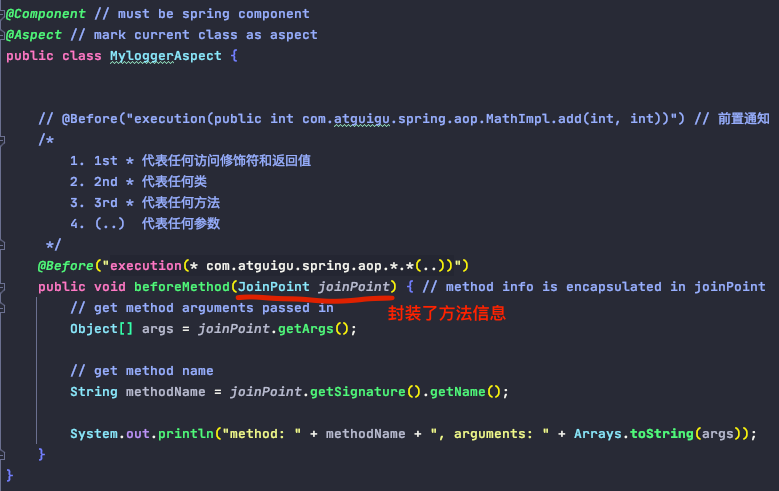 @Component // must be spring component
@Aspect // mark current class as aspect
public class MyloggerAspect {
// @Before("execution(public int com.atguigu.spring.aop.MathImpl.add(int, int))") // 前置通知
/*
1. 1st * 代表任何访问修饰符和返回值
2. 2nd * 代表任何类
3. 3rd * 代表任何方法
4. (..) 代表任何参数
*/
@Before("execution(* com.atguigu.spring.aop.*.*(..))")
public void beforeMethod(JoinPoint joinPoint) { // method info is encapsulated in joinPoint
// get method arguments passed in
封装了方法信息
Object[] args = joinPoint.getArgs();
// get method name
String methodName = joinPoint.getSignature().getName();
System.out.println("method: " + methodName + ", arguments: " + Arrays.toString(args));
}
}